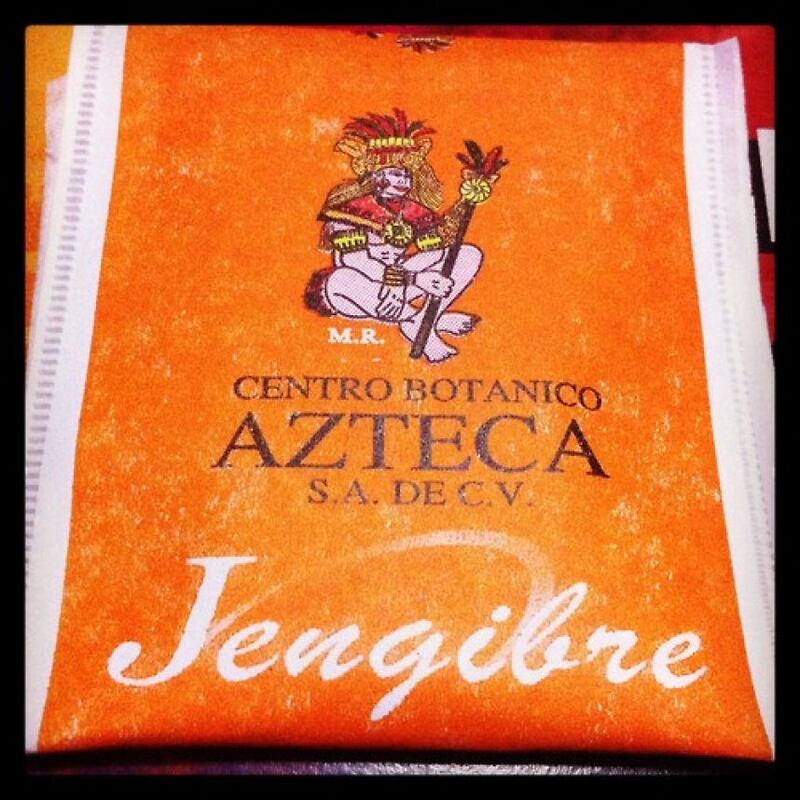 M.R.
CENTRO BOTANICO
AZTECA
S.A. DE C.V.
Jengibre